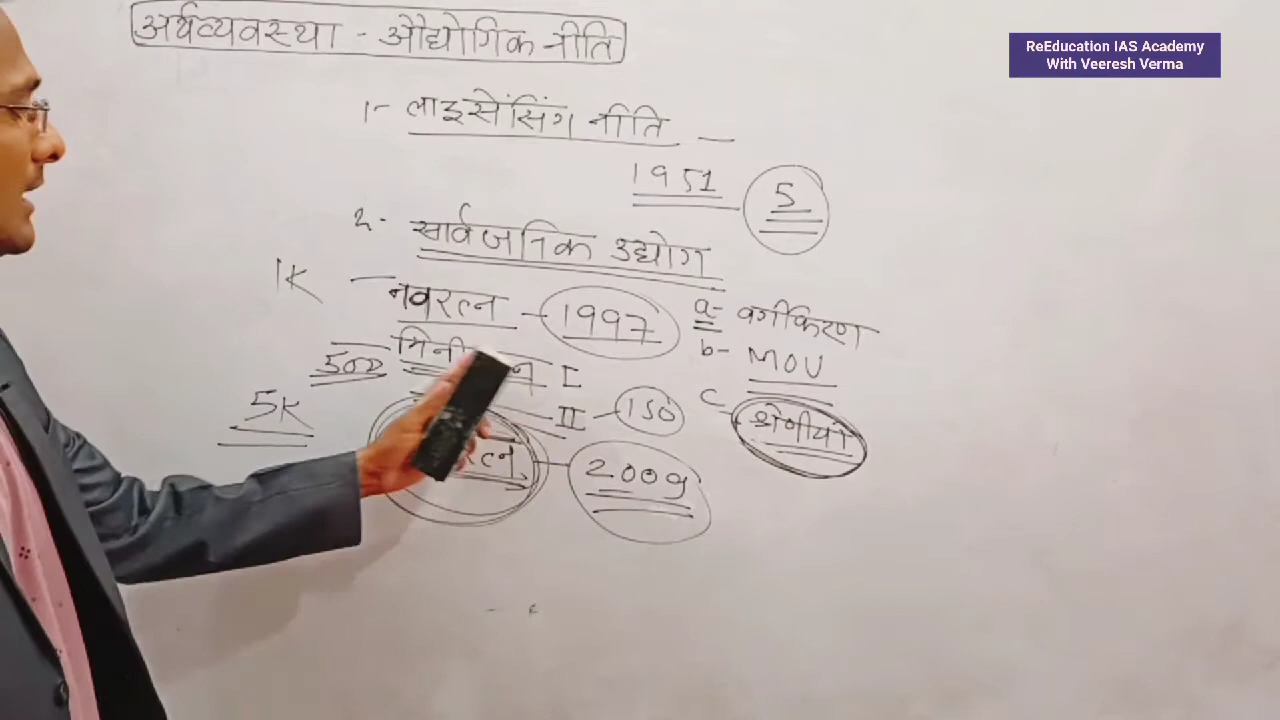 अर्थव्यवस्था - औद्योगिक नीति
ReEducation IAS Academy
With Veeresh Verma
1- लाइसेंसिंग नीति -
1951 5
2- सार्वजनिक उद्योग
1K नवरत्न - 1997 a- वर्गीकरण
500 I b- MOU
5K II - 150 c श्रेणीयां
2009